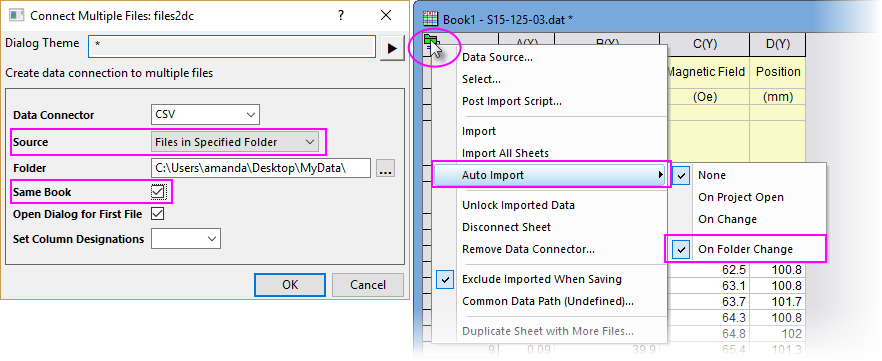 Connect Multiple Files: files2dc
Dialog Theme *
Create data connection to multiple files
Data Connector CSV
Source Files in Specified Folder
Folder C:\Users\amanda\Desktop\MyData\ ...
Same Book
Open Dialog for First File
Set Column Designations
OK Cancel
Book1 - S15-125-03.dat *
A(X) B(Y) C(Y) D(Y)
Magnetic Field Position
(Oe) (mm)
Data Source...
Select...
Post Import Script...
Import
Import All Sheets
Auto Import
Unlock Imported Data
Disconnect Sheet
Remove Data Connector...
Exclude Imported When Saving
Common Data Path (Undefined)...
Duplicate Sheet with More Files...
None
On Project Open
On Change
On Folder Change
62.5 100.8
63.1 100.8
63.7 101.7
64.3 100.8
64.8 102
9 0.09 39.9 65.4 101.3